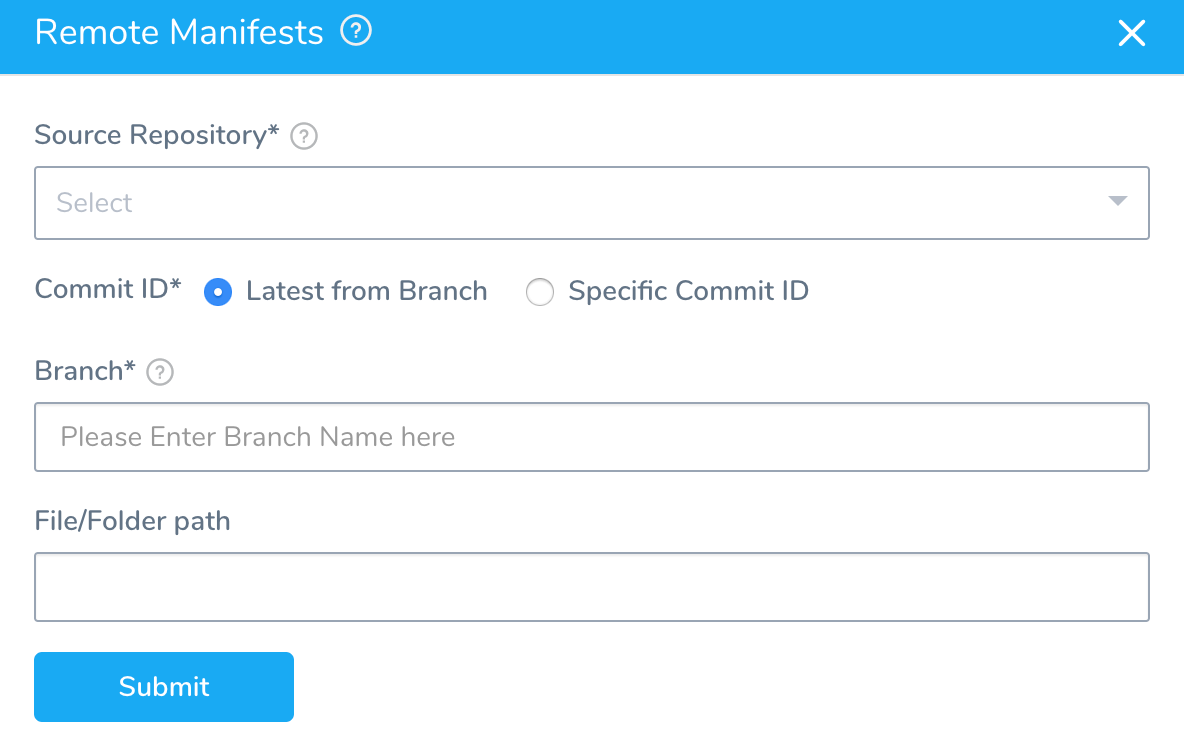 Remote Manifests ?
Source Repository* ?
Select
Commit ID* Latest from Branch Specific Commit ID
Branch* ?
Please Enter Branch Name here
File/Folder path
Submit